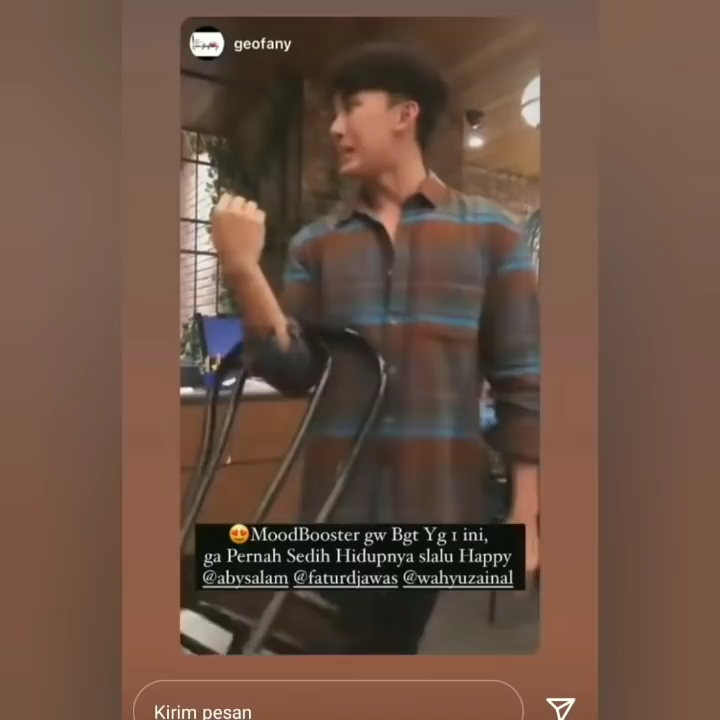 geofany
😍MoodBooster gw Bgt Yg 1 ini,
ga Pernah Sedih Hidupnya slalu Happy
@abysalam @faturdjawas @wahyuzainal
Kirim pesan